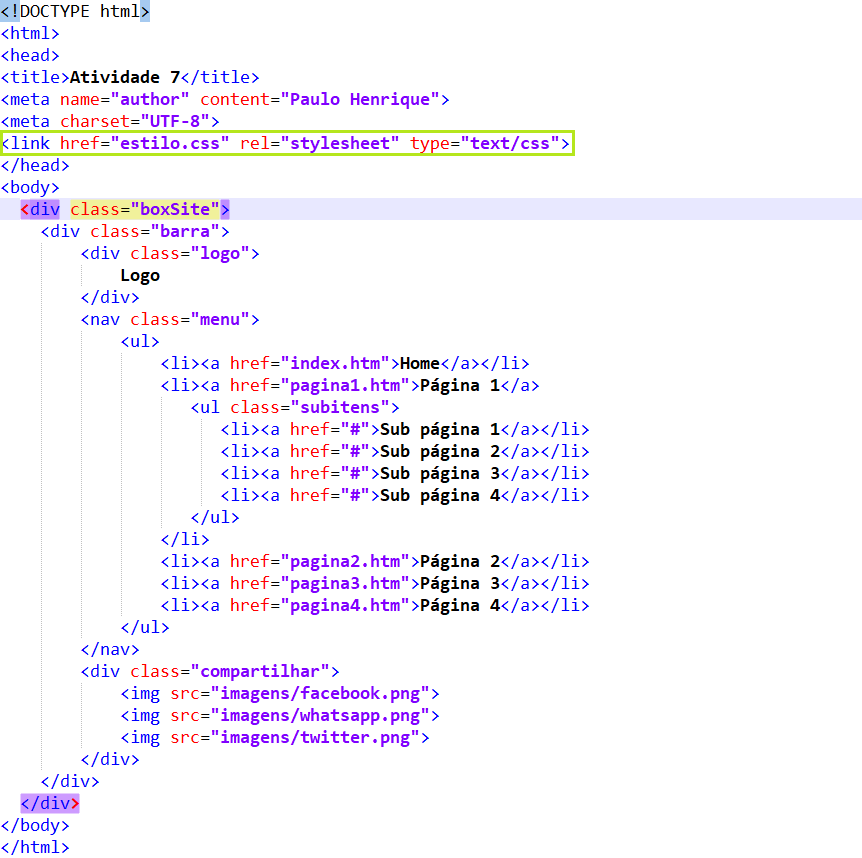 <!DOCTYPE html>
<html>
<head>
<title>Atividade 7</title>
<meta name="author" content="Paulo Henrique">
<meta charset="UTF-8">
<link href="estilo.css" rel="stylesheet" type="text/css">
</head>
<body>
<div class="boxSite">
<div class="barra">
<div class="logo">
Logo
</div>
<nav class="menu">
<ul>
<li><a href="index.htm">Home</a></li>
<li><a href="pagina1.htm">Página 1</a>
<ul class="subitens">
<li><a href="#">Sub página 1</a></li>
<li><a href="#">Sub página 2</a></li>
<li><a href="#">Sub página 3</a></li>
<li><a href="#">Sub página 4</a></li>
</ul>
</li>
<li><a href="pagina2.htm">Página 2</a></li>
<li><a href="pagina3.htm">Página 3</a></li>
<li><a href="pagina4.htm">Página 4</a></li>
</ul>
</nav>
<div class="compartilhar">
<img src="imagens/facebook.png">
<img src="imagens/whatsapp.png">
<img src="imagens/twitter.png">
</div>
</div>
</div>
</body>
</html>